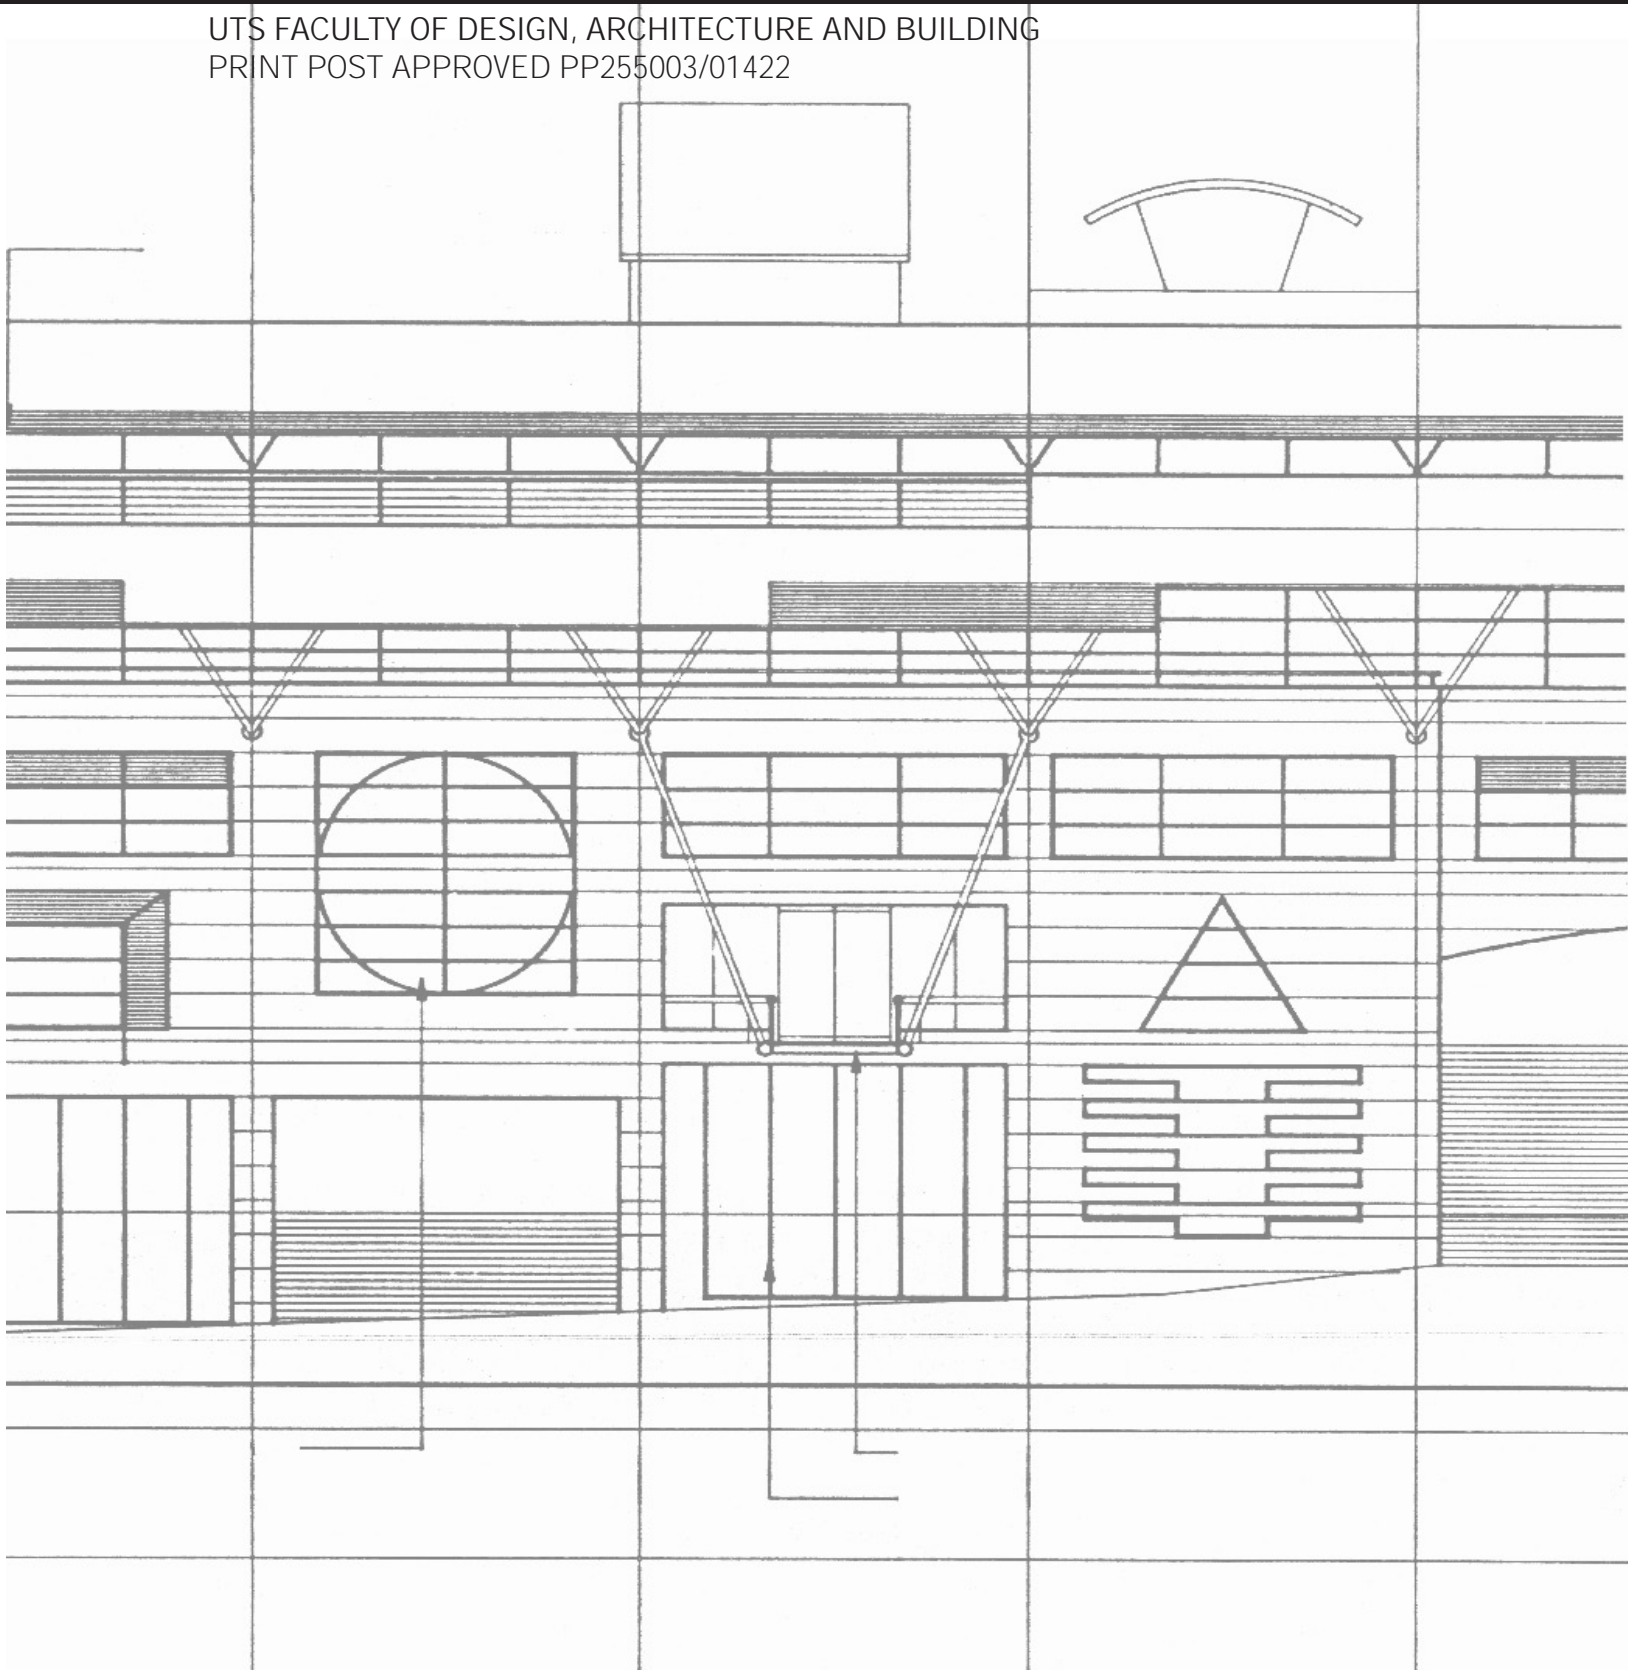 UTS FACULTY OF DESIGN, ARCHITECTURE AND BUILDING
PRINT POST APPROVED PP255003/01422